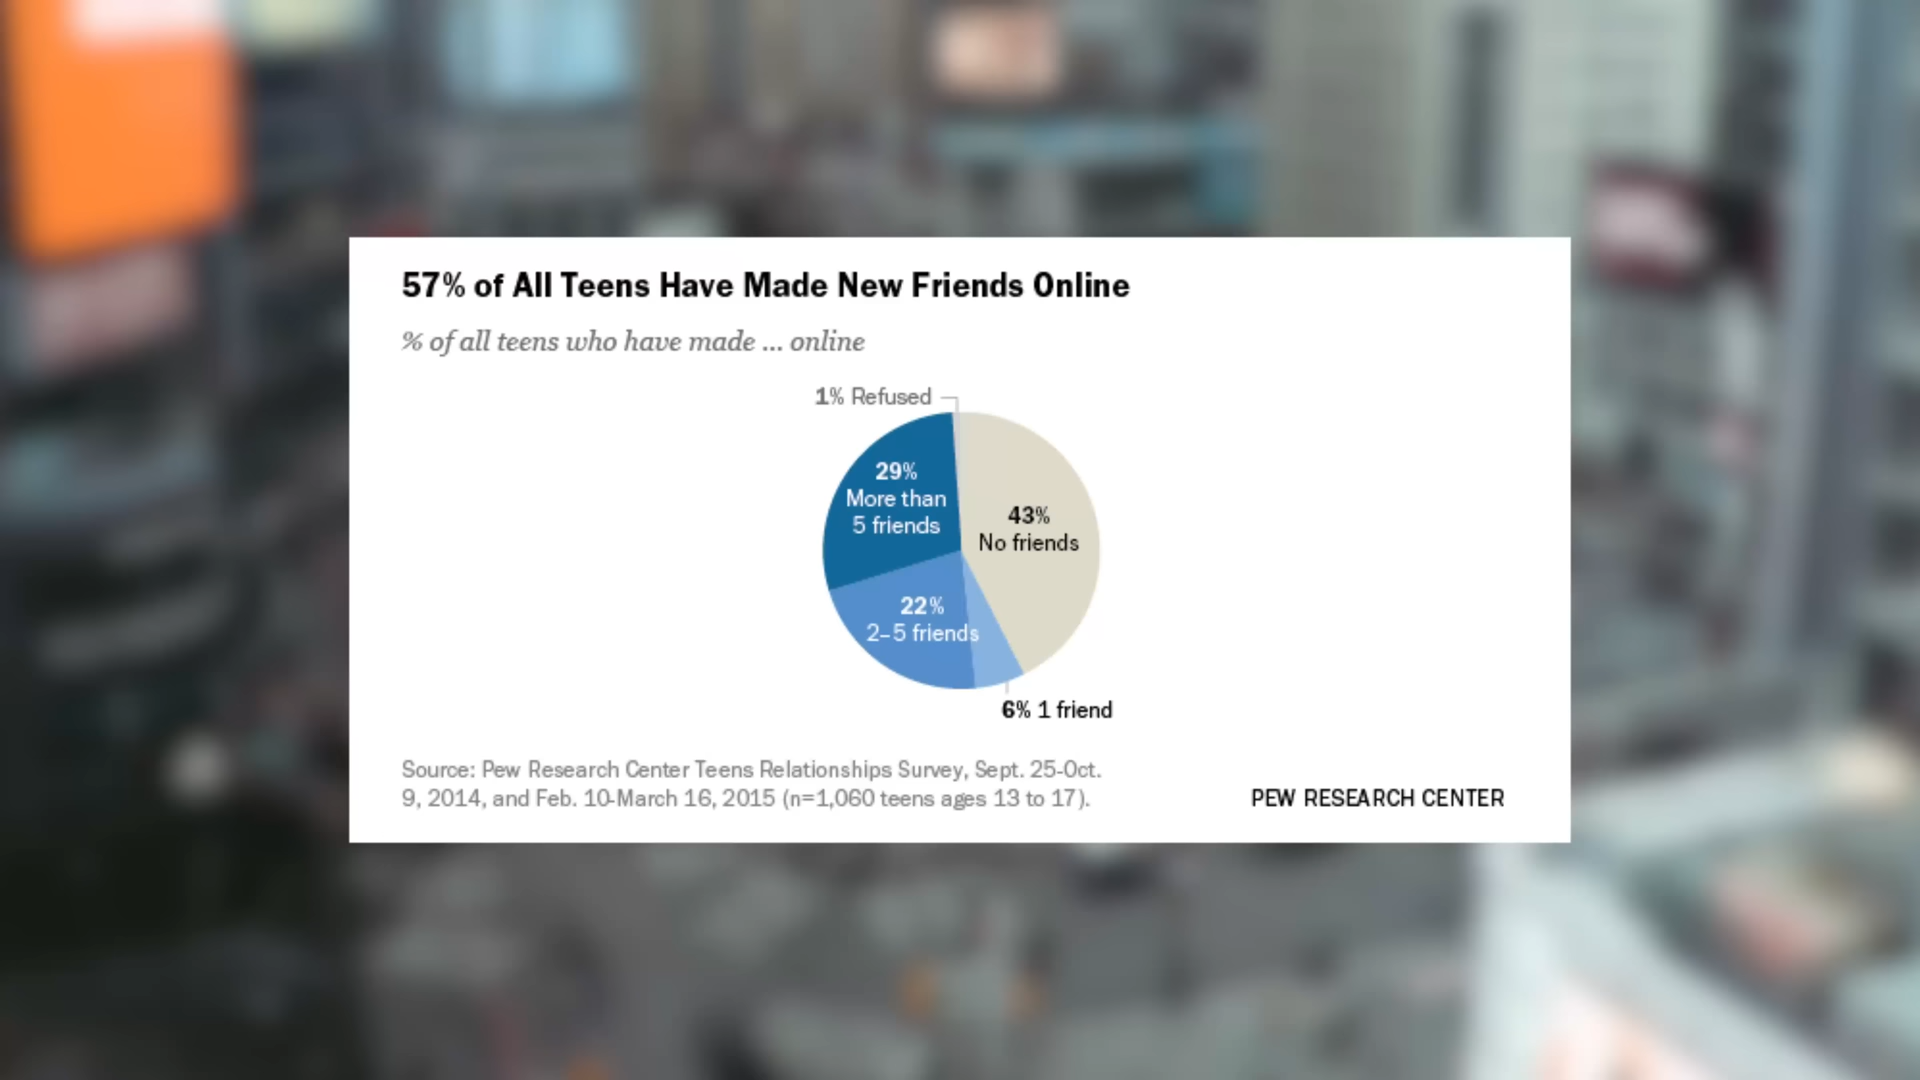 57% of All Teens Have Made New Friends Online
% of all teens who have made ... online
1% Refused
29%
More than
5 friends
43%
No friends
22%
2–5 friends
6% 1 friend
Source: Pew Research Center Teens Relationships Survey, Sept. 25-Oct.
9, 2014, and Feb. 10-March 16, 2015 (n=1,060 teens ages 13 to 17).
PEW RESEARCH CENTER